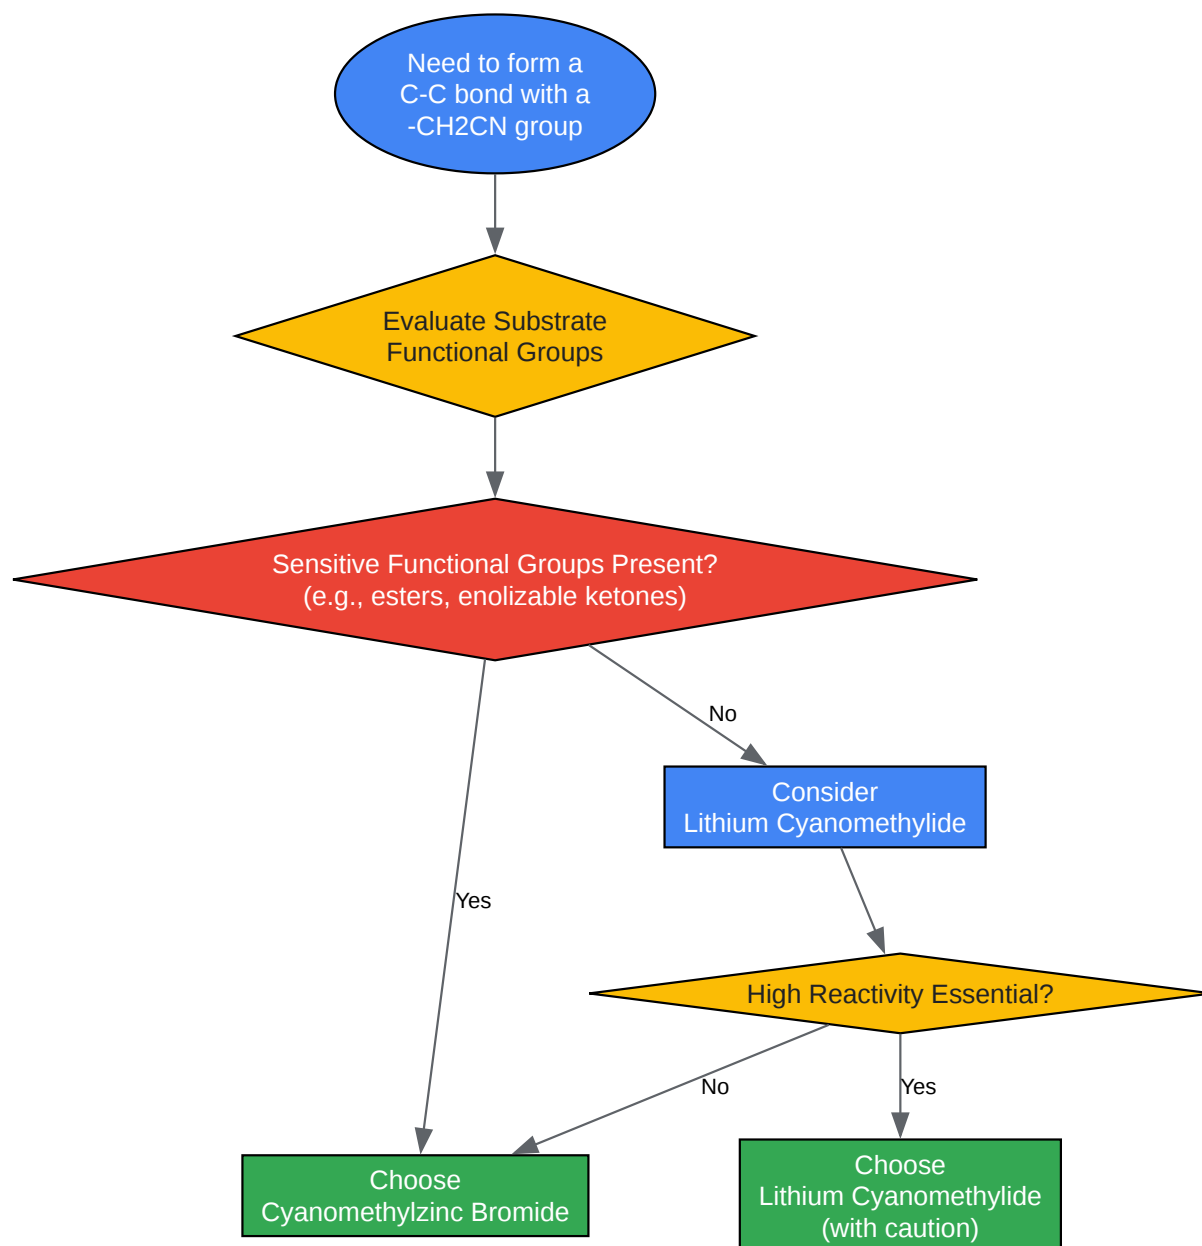 Need to form a
C-C bond with a
-CH2CN group
Evaluate Substrate
Functional Groups
Sensitive Functional Groups Present?
(e.g., esters, enolizable ketones)
No
Consider
Lithium Cyanomethylide
Yes
High Reactivity Essential?
No
Yes
Choose
Cyanomethylzinc Bromide
Choose
Lithium Cyanomethylide
(with caution)